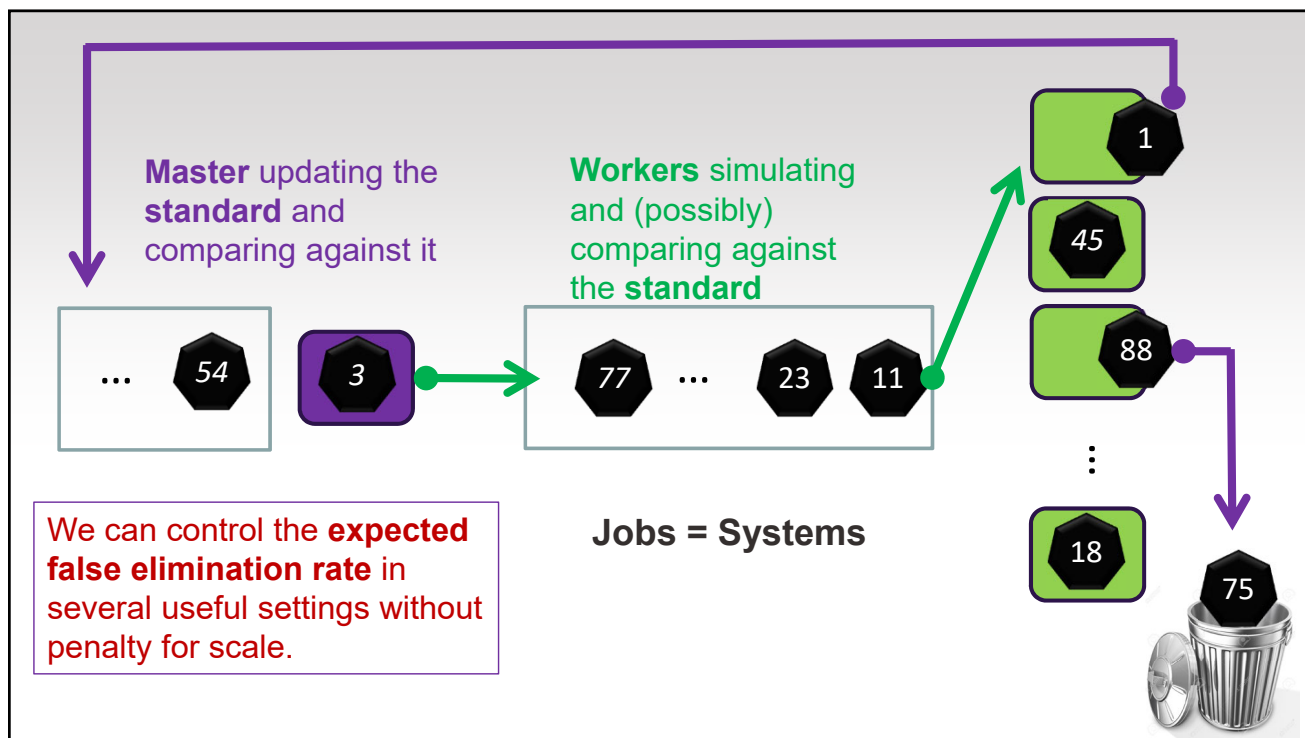 1
Master updating the
standard and
comparing against it
Workers simulating
and (possibly)
comparing against
the standard
45
... 54
3
77 ... 23 11
88
...
We can control the expected
false elimination rate in
several useful settings without
penalty for scale.
Jobs = Systems
18
75